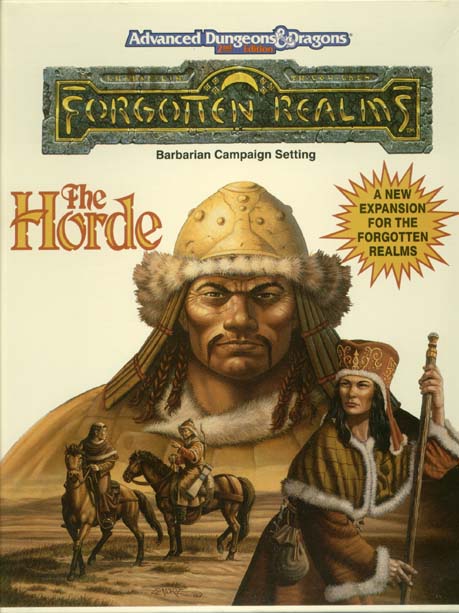 Advanced Dungeons & Dragons
2nd Edition
FORGOTTEN REALMS
Barbarian Campaign Setting
The
Horde
A NEW
EXPANSION
FOR THE
FORGOTTEN
REALMS